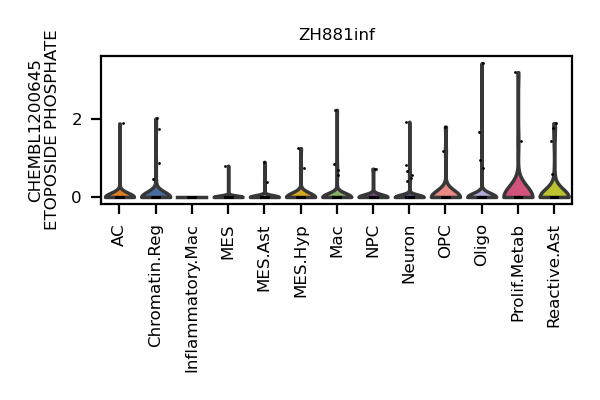 ZH881inf
CHEMBL1200645
ETOPOSIDE PHOSPHATE
2
0
AC
Chromatin.Reg
Inflammatory.Mac
MES
MES.Ast
MES.Hyp
Mac
NPC
Neuron
OPC
Oligo
Prolif.Metab
Reactive.Ast